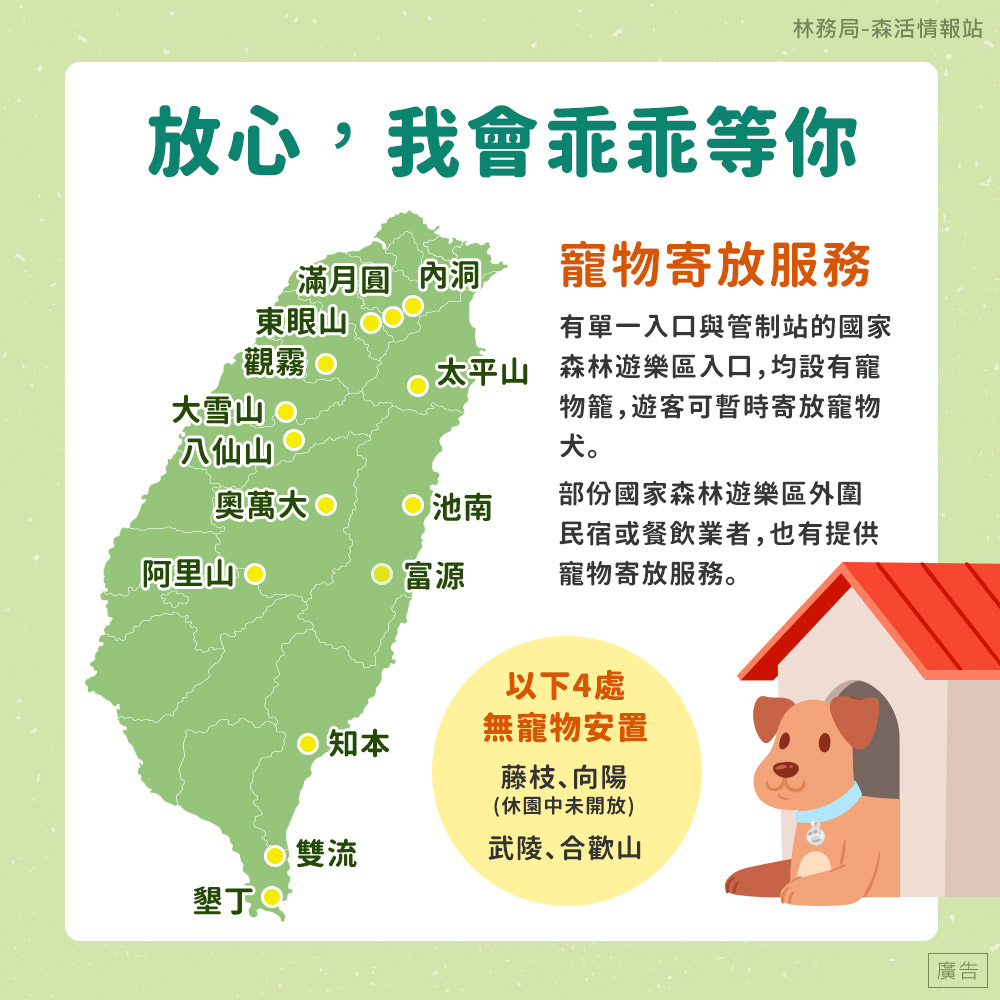 林務局-森活情報站
放心，我會乖乖等你
滿月圓
內洞
東眼山
觀霧
太平山
大雪山
八仙山
奧萬大
池南
阿里山
富源
知本
雙流
墾丁
寵物寄放服務
有單一入口與管制站的國家
森林遊樂區入口,均設有寵
物籠,遊客可暫時寄放寵物
犬。
部份國家森林遊樂區外圍
民宿或餐飲業者,也有提供
寵物寄放服務。
以下4處
無寵物安置
藤枝、向陽
(休園中未開放)
武陵、合歡山
廣告